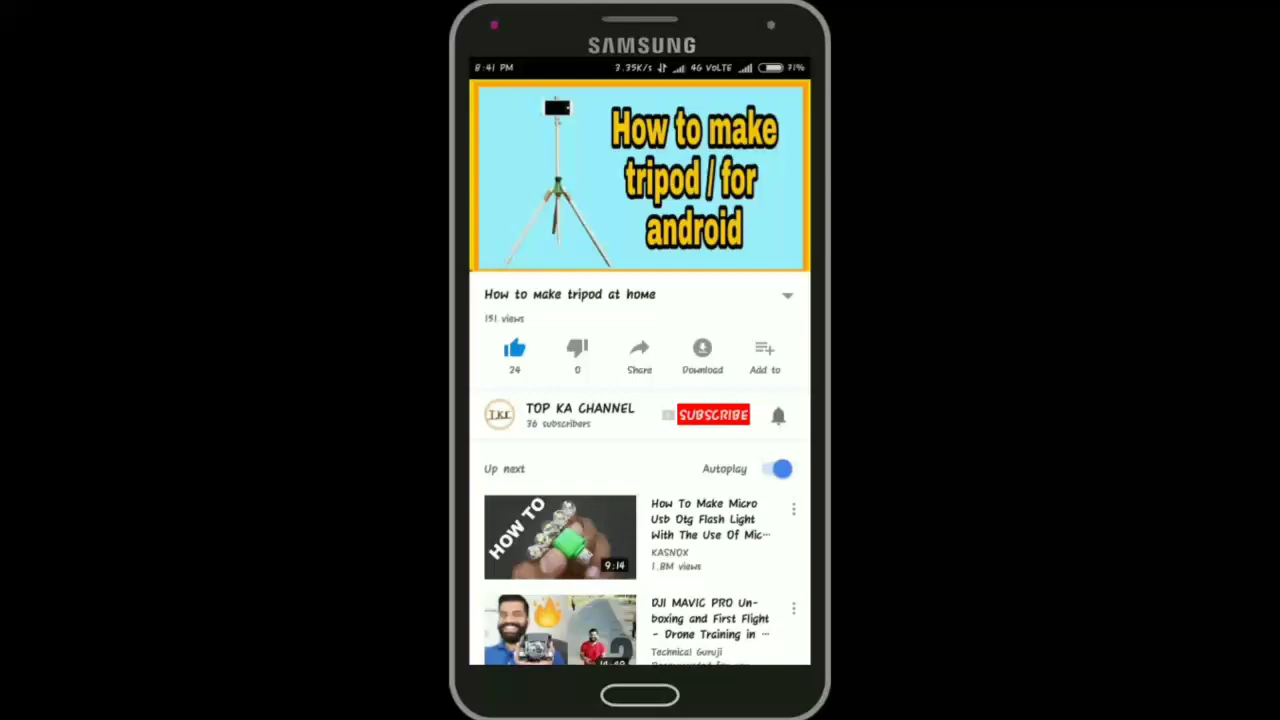 SAMSUNG
8:41 PM 3.35K/s 4G VoLTE 71%
How to make
tripod / for
android
How to make tripod at home
151 views
24 0 Share Download Add to
T.K.C
TOP KA CHANNEL
36 subscribers
SUBSCRIBE
Up next Autoplay
HOW TO
9:14
How To Make Micro
Usb Otg Flash Light
With The Use Of Mic...
KASNOX
1.8M views
DJI MAVIC PRO Un-
boxing and First Flight
- Drone Training in ...
Technical Guruji